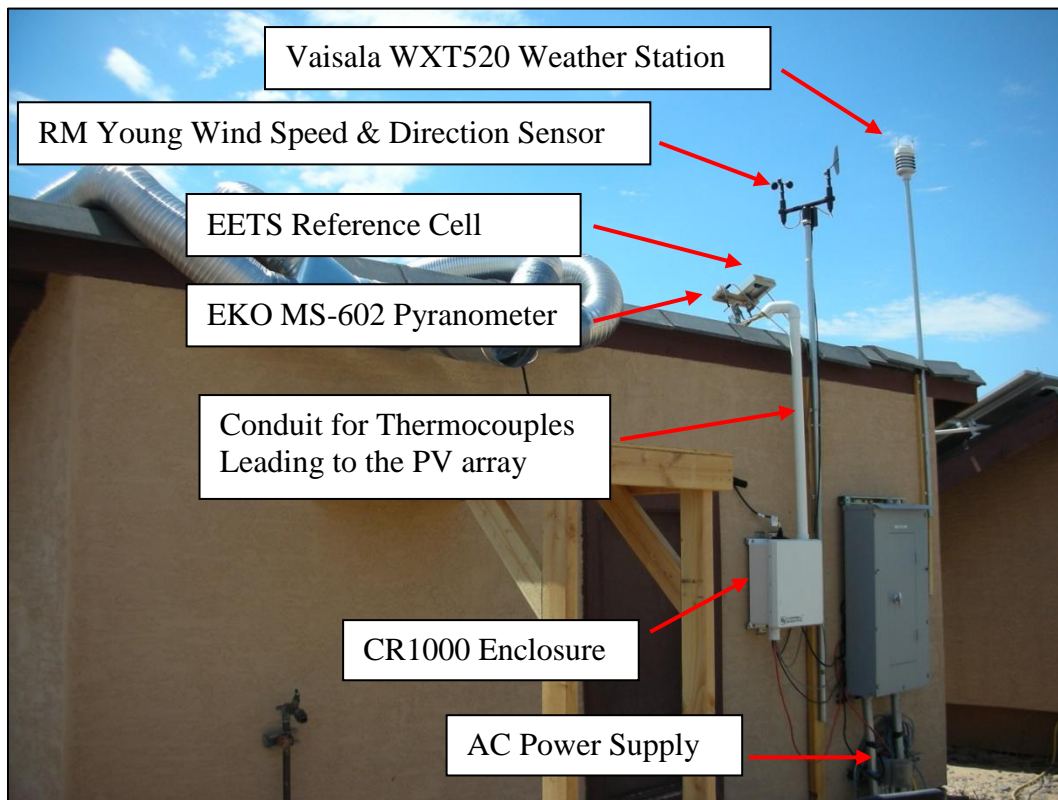 Vaisala WXT520 Weather Station
RM Young Wind Speed & Direction Sensor
EETS Reference Cell
EKO MS-602 Pyranometer
Conduit for Thermocouples
Leading to the PV array
CR1000 Enclosure
AC Power Supply